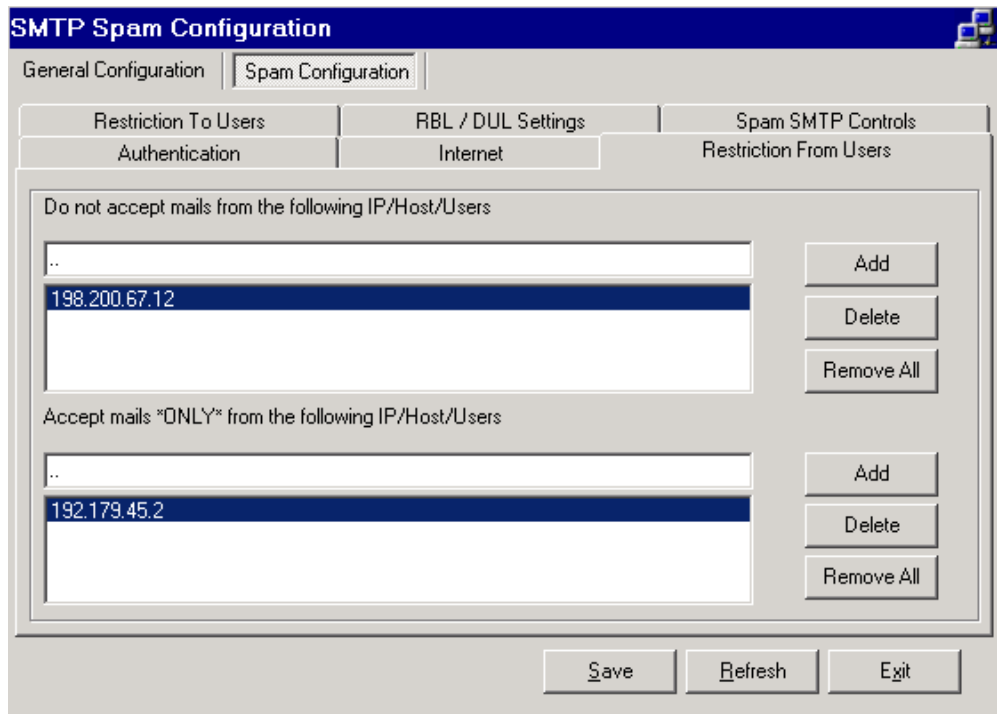 SMTP Spam Configuration
General Configuration Spam Configuration
Restriction To Users RBL / DUL Settings Spam SMTP Controls
Authentication Internet Restriction From Users
Do not accept mails from the following IP/Host/Users
..
Add
198.200.67.12
Delete
Remove All
Accept mails *ONLY* from the following IP/Host/Users
..
Add
192.179.45.2
Delete
Remove All
Save Refresh Exit